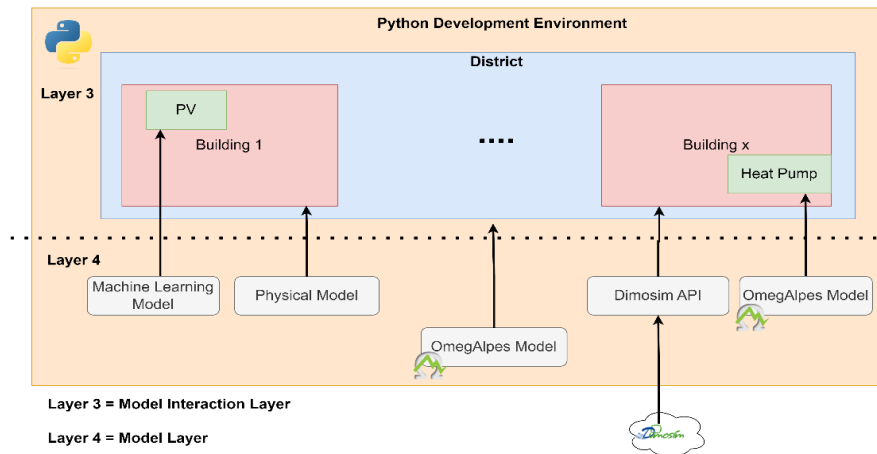 Python Development Environment
District
Layer 3
PV
Building 1
....
Building x
Heat Pump
Layer 4
Machine Learning
Model
Physical Model
Dimosim API
OmegAlpes Model
OmegAlpes Model
Layer 3 = Model Interaction Layer
Layer 4 = Model Layer
Dimosim